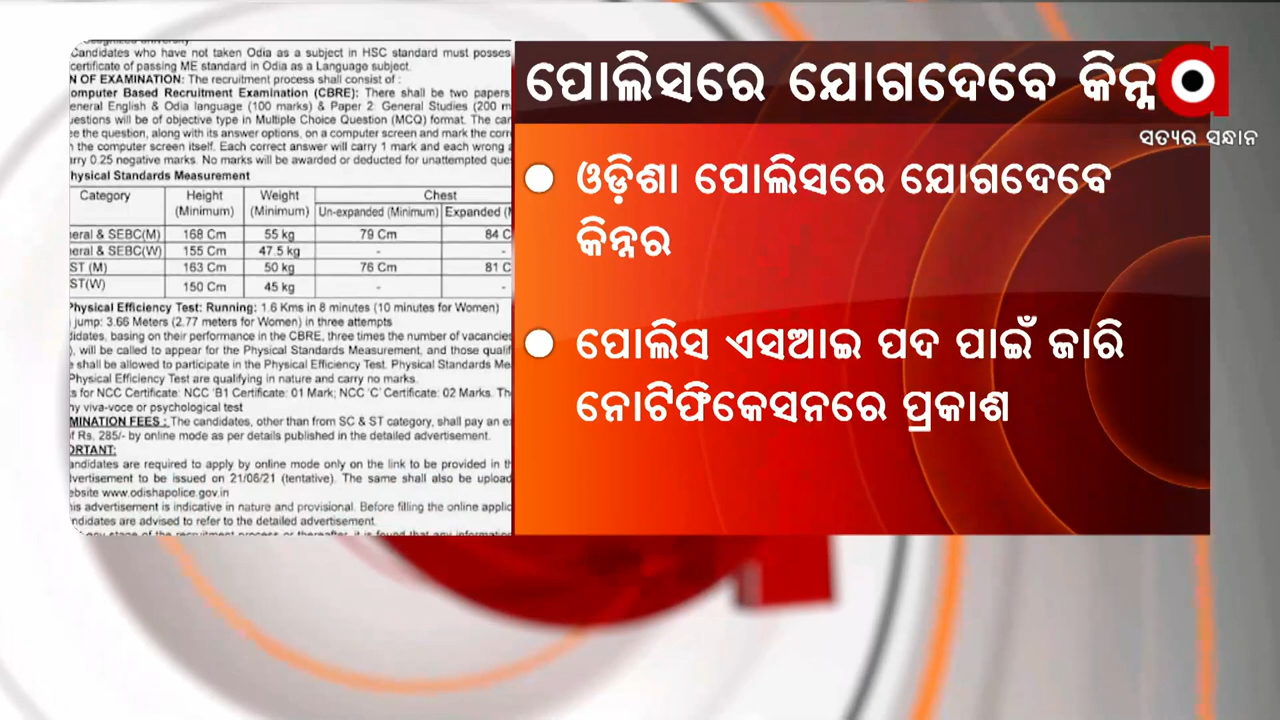 Candidates who have not taken Odia as a subject in HSC standard must posses
certificate of passing ME standard in Odia as a Language subject.
N OF EXAMINATION: The recruitment process shall consist of :
omputer Based Recruitment Examination (CBRE): There shall be two papers
eneral English & Odia language (100 marks) & Paper 2: General Studies (200 m
uestions will be of objective type in Multiple Choice Question (MCQ) format. The can
ee the question, along with its answer options, on a computer screen and mark the corre
n the computer screen itself. Each correct answer will carry 1 mark and each wrong a
arry 0.25 negative marks. No marks will be awarded or deducted for unattempted que
hysical Standards Measurement
Category Height (Minimum) Weight (Minimum) Chest
Un-expanded (Minimum) Expanded (M
eral & SEBC(M) 168 Cm 55 kg 79 Cm 84 C
eral & SEBC(W) 155 Cm 47.5 kg - -
ST (M) 163 Cm 50 kg 76 Cm 81 C
ST(W) 150 Cm 45 kg - -
Physical Efficiency Test: Running: 1.6 Kms in 8 minutes (10 minutes for Women)
jump: 3.66 Meters (2.77 meters for Women) in three attempts
didates, basing on their performance in the CBRE, three times the number of vacancies
), will be called to appear for the Physical Standards Measurement, and those qualif
e shall be allowed to participate in the Physical Efficiency Test. Physical Standards Me
Physical Efficiency Test are qualifying in nature and carry no marks.
s for NCC Certificate: NCC 'B1 Certificate: 01 Mark; NCC 'C' Certificate: 02 Marks. The
ny viva-voce or psychological test
MINATION FEES : The candidates, other than from SC & ST category, shall pay an ex
f Rs. 285/- by online mode as per details published in the detailed advertisement.
ORTANT:
andidates are required to apply by online mode only on the link to be provided in th
dvertisement to be issued on 21/06/21 (tentative). The same shall also be upload
ebsite www.odishapolice.gov.in
his advertisement is indicative in nature and provisional. Before filling the online applic
ndidates are advised to refer to the detailed advertisement.
ପୋଲିସରେ ଯୋଗଦେବେ କିନ୍ନ
ସତ୍ୟର ସନ୍ଧାନ
ଓଡ଼ିଶା ପୋଲିସରେ ଯୋଗଦେବେ
କିନ୍ନର
ପୋଲିସ ଏସଆଇ ପଦ ପାଇଁ ଜାରି
ନୋଟିଫିକେସନରେ ପ୍ରକାଶ